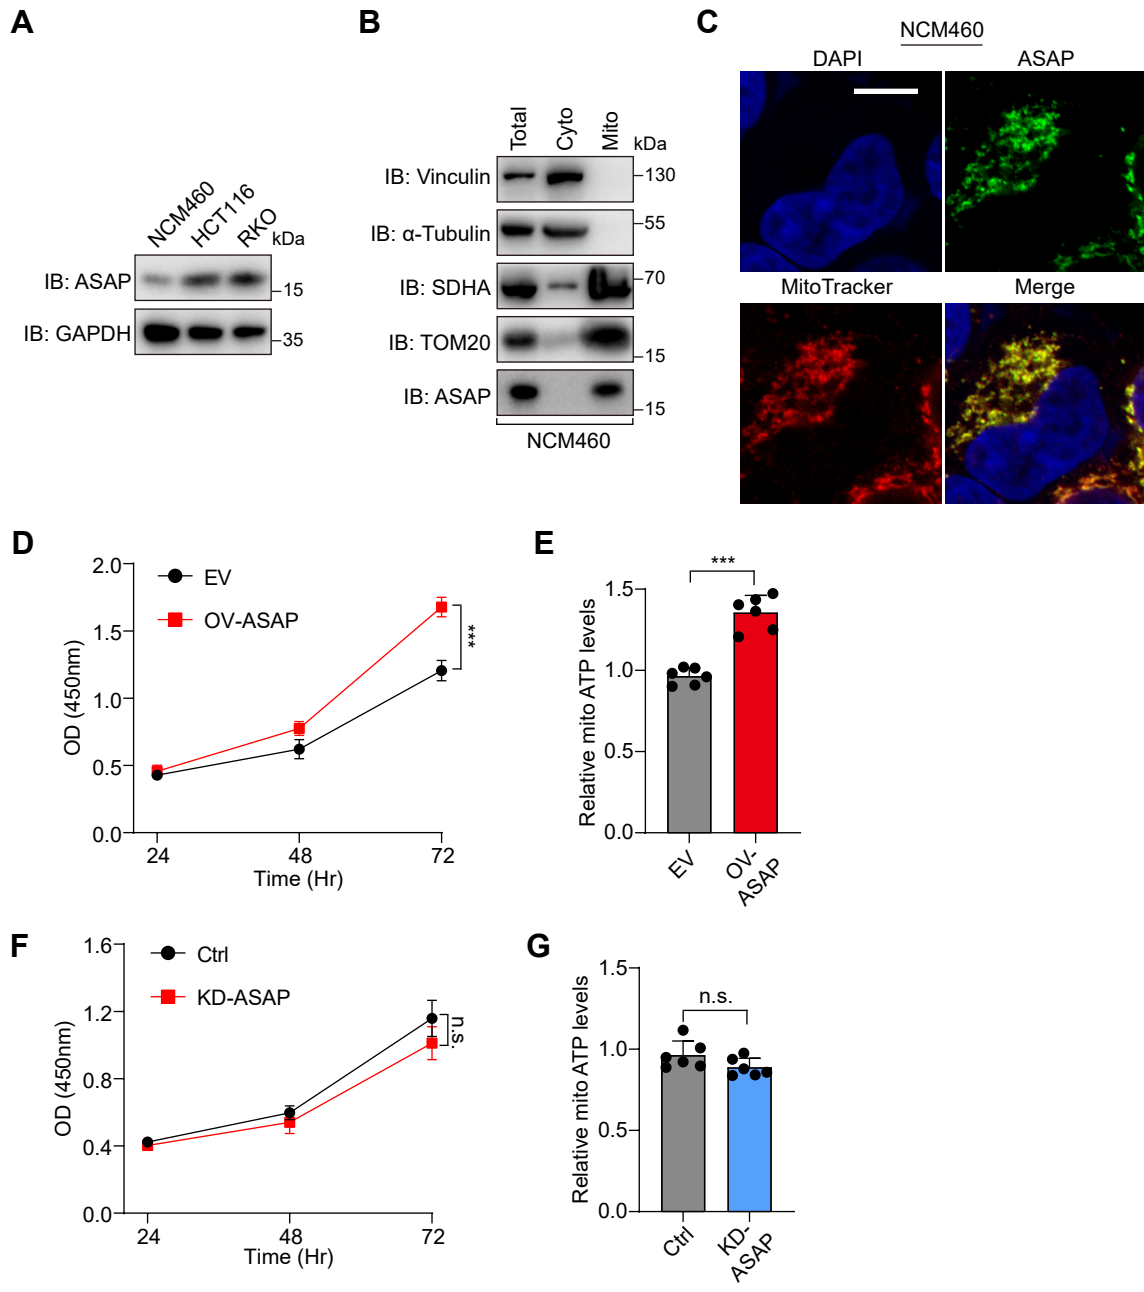 A
NCM460
HCT116
RKO
kDa
IB: ASAP
15
IB: GAPDH
35
B
Total
Cyto
Mito
kDa
IB: Vinculin
130
IB: α-Tubulin
55
IB: SDHA
70
IB: TOM20
15
IB: ASAP
15
NCM460
C
NCM460
DAPI
ASAP
MitoTracker
Merge
D
EV
OV-ASAP
OD (450nm)
2.0
1.5
1.0
0.5
0.0
24
48
72
Time (Hr)
***
E
***
Relative mito ATP levels
1.5
1.0
0.5
0.0
EV
OV-
ASAP
F
Ctrl
KD-ASAP
OD (450nm)
1.6
1.2
0.8
0.4
0.0
24
48
72
Time (Hr)
n.s.
G
n.s.
Relative mito ATP levels
1.5
1.0
0.5
0.0
Ctrl
KD-
ASAP